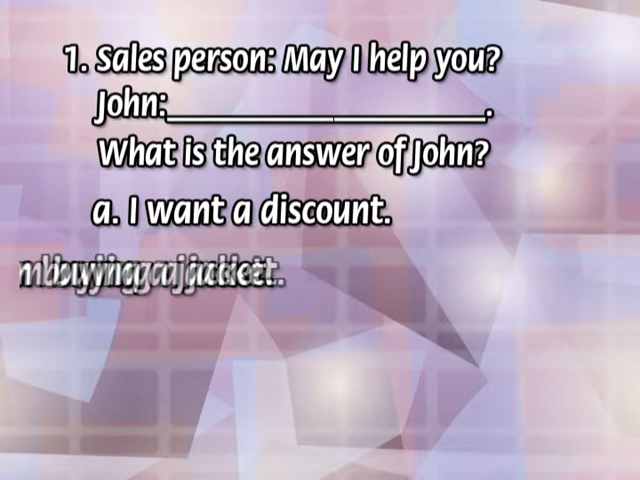 1. Sales person: May I help you?
John:____________________.
What is the answer of John?
a. I want a discount.
buying a jacket.